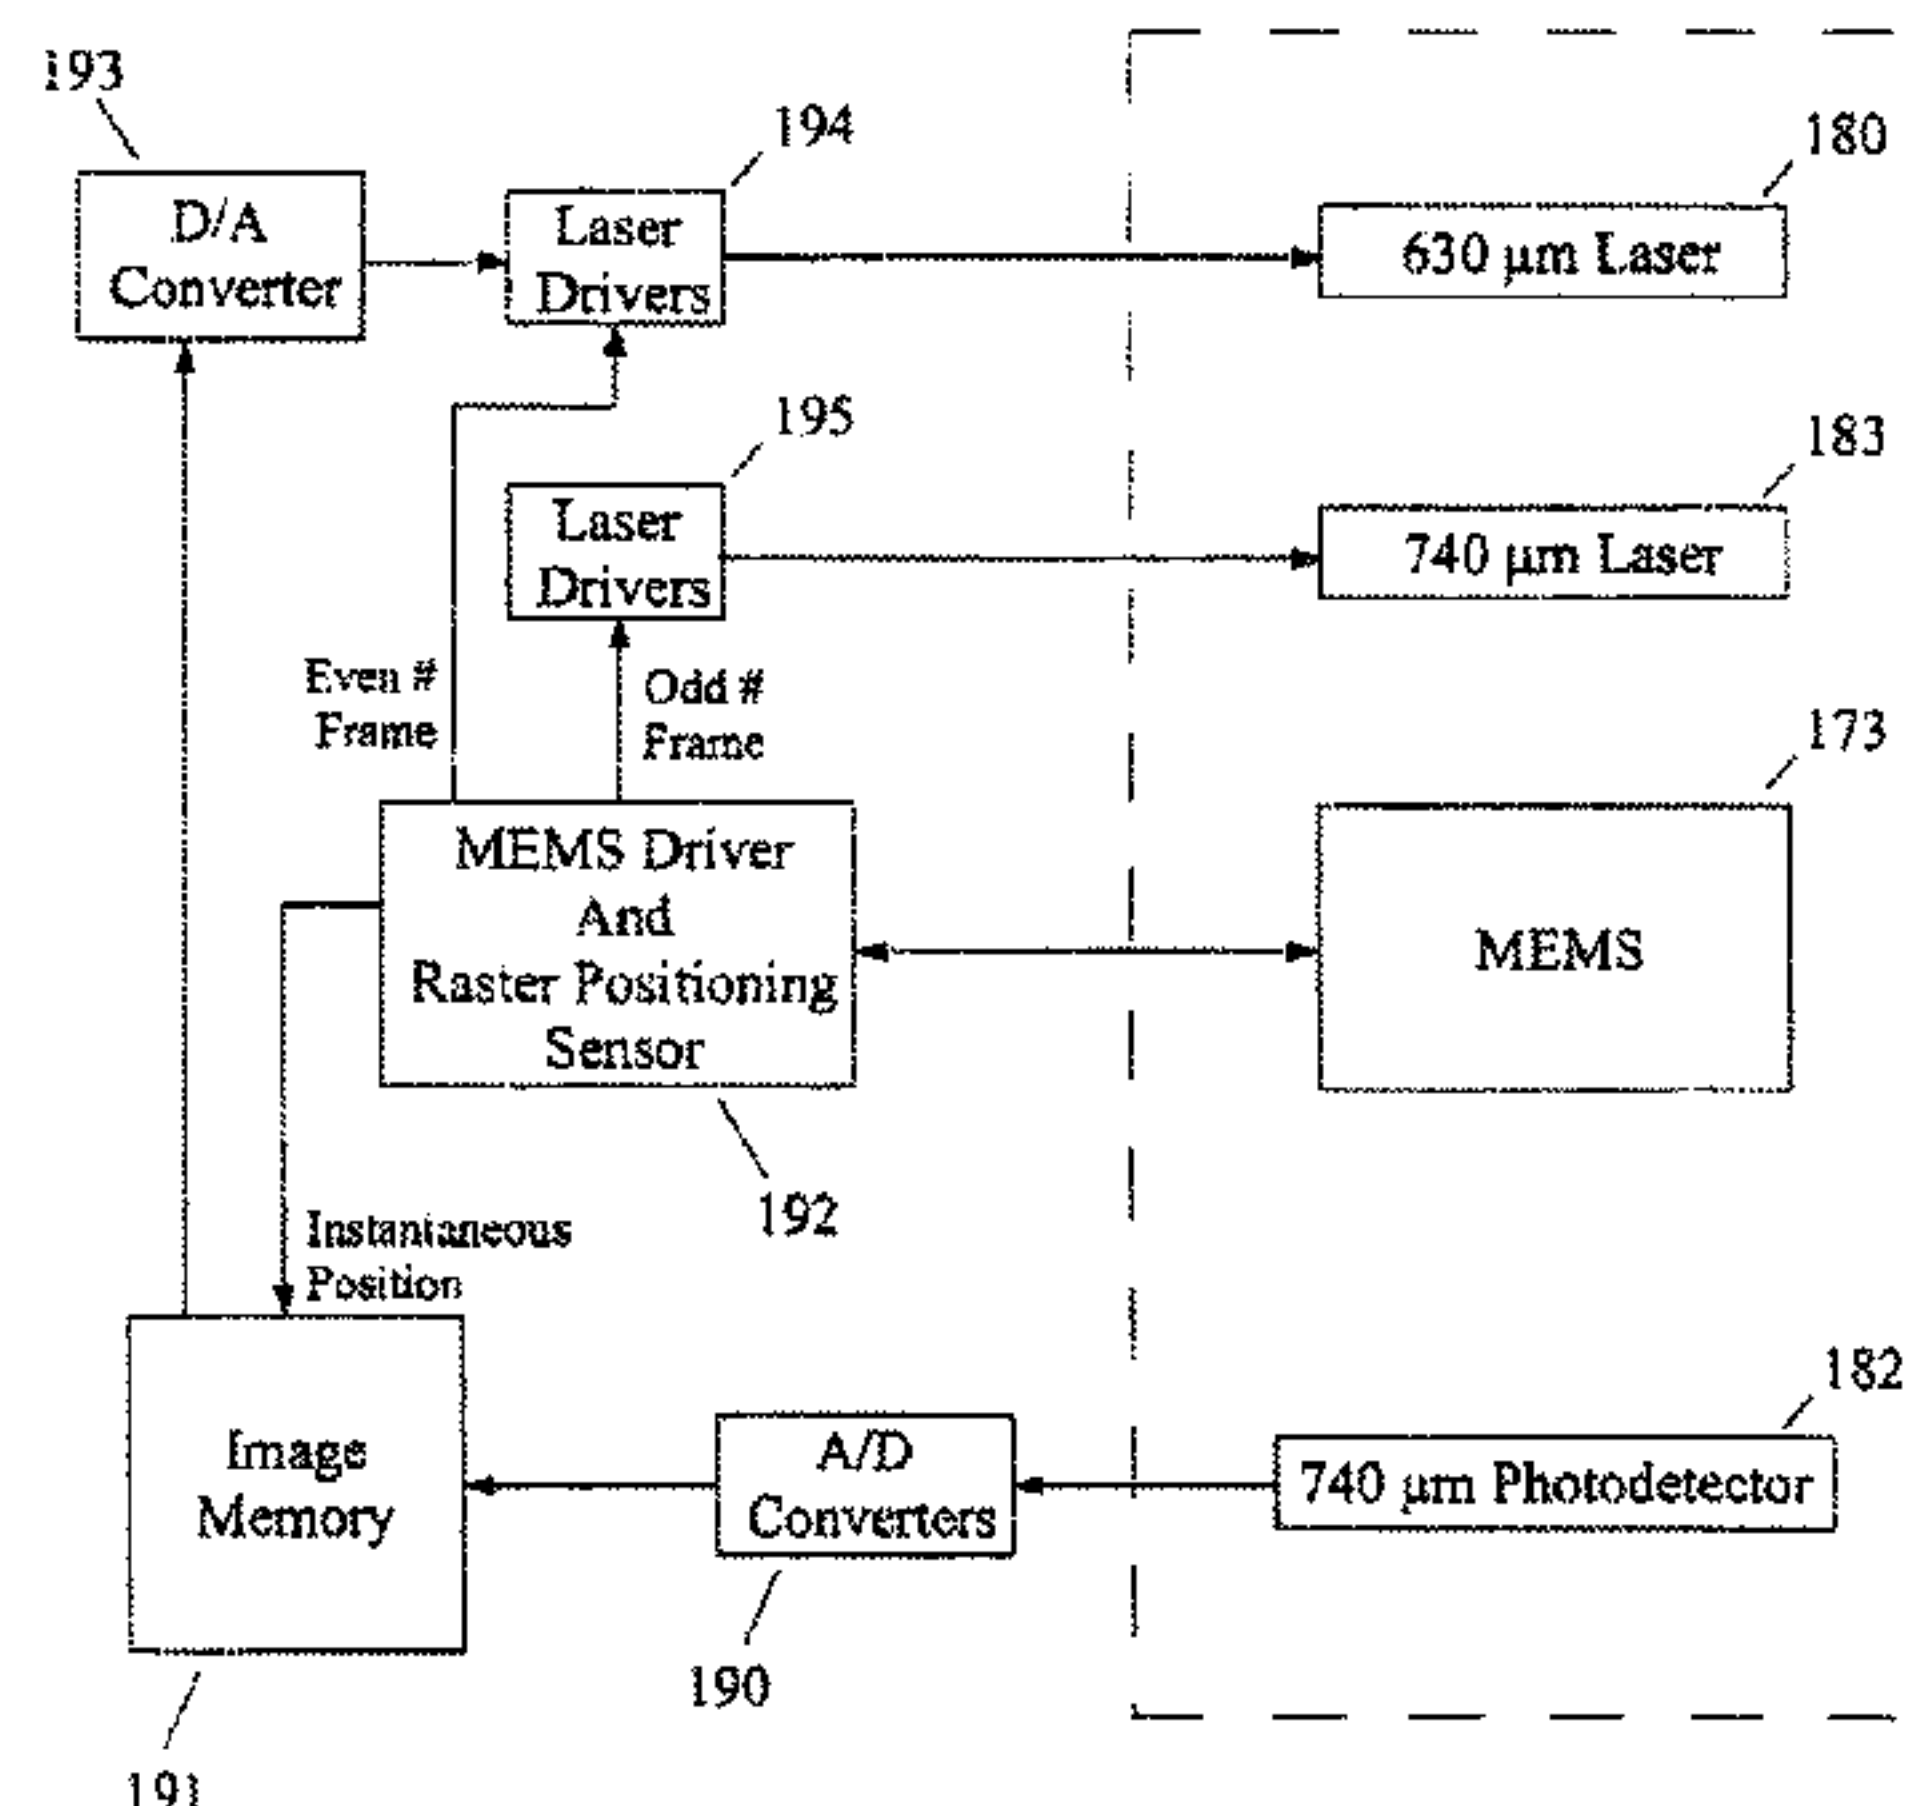 193
194
180
D/A
Converter
Laser
Drivers
630 μm Laser
195
183
Laser
Drivers
740 μm Laser
Even #
Frame
Odd #
Frame
173
MEMS Driver
And
Raster Positioning
Sensor
MEMS
192
Instantaneous
Position
182
Image
Memory
A/D
Converters
740 μm Photodetector
190
191